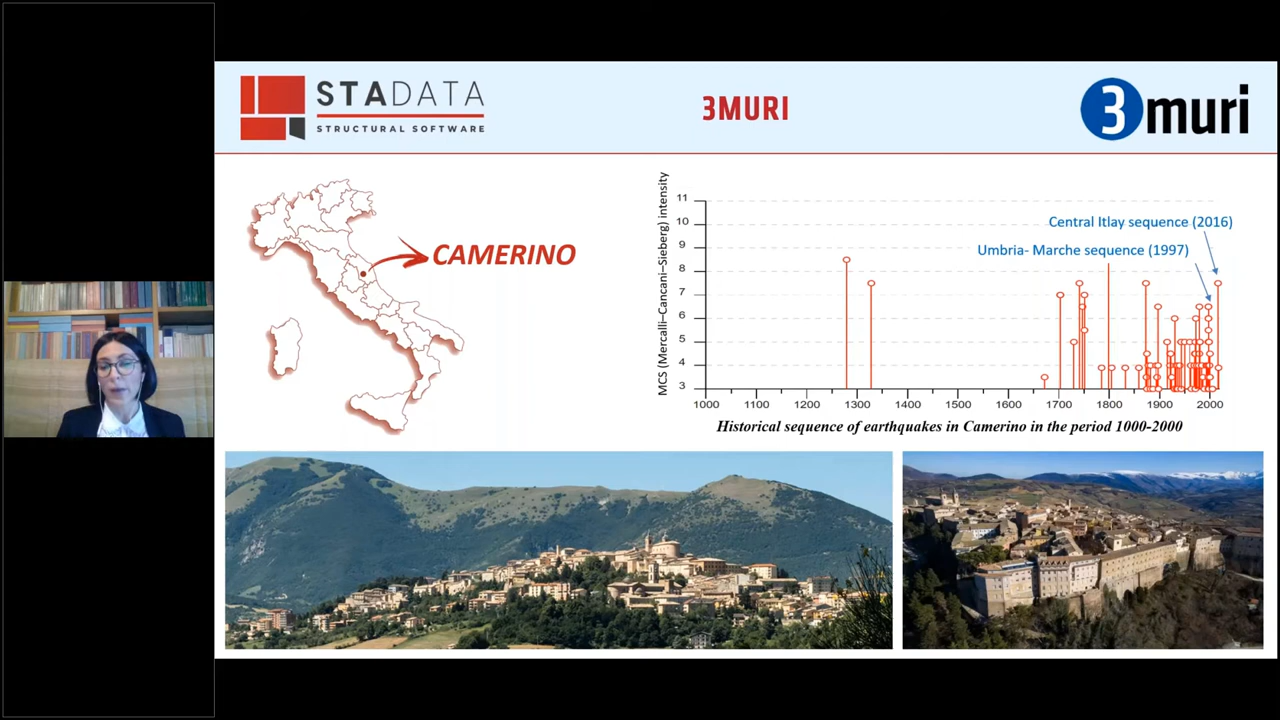 STADATA
STRUCTURAL SOFTWARE
3MURI
3muri
CAMERINO
MCS (Mercalli–Cancani–Sieberg) intensity
11
10
9
8
7
6
5
4
3
Central Itlay sequence (2016)
Umbria- Marche sequence (1997)
1000 1100 1200 1300 1400 1500 1600 1700 1800 1900 2000
Historical sequence of earthquakes in Camerino in the period 1000-2000